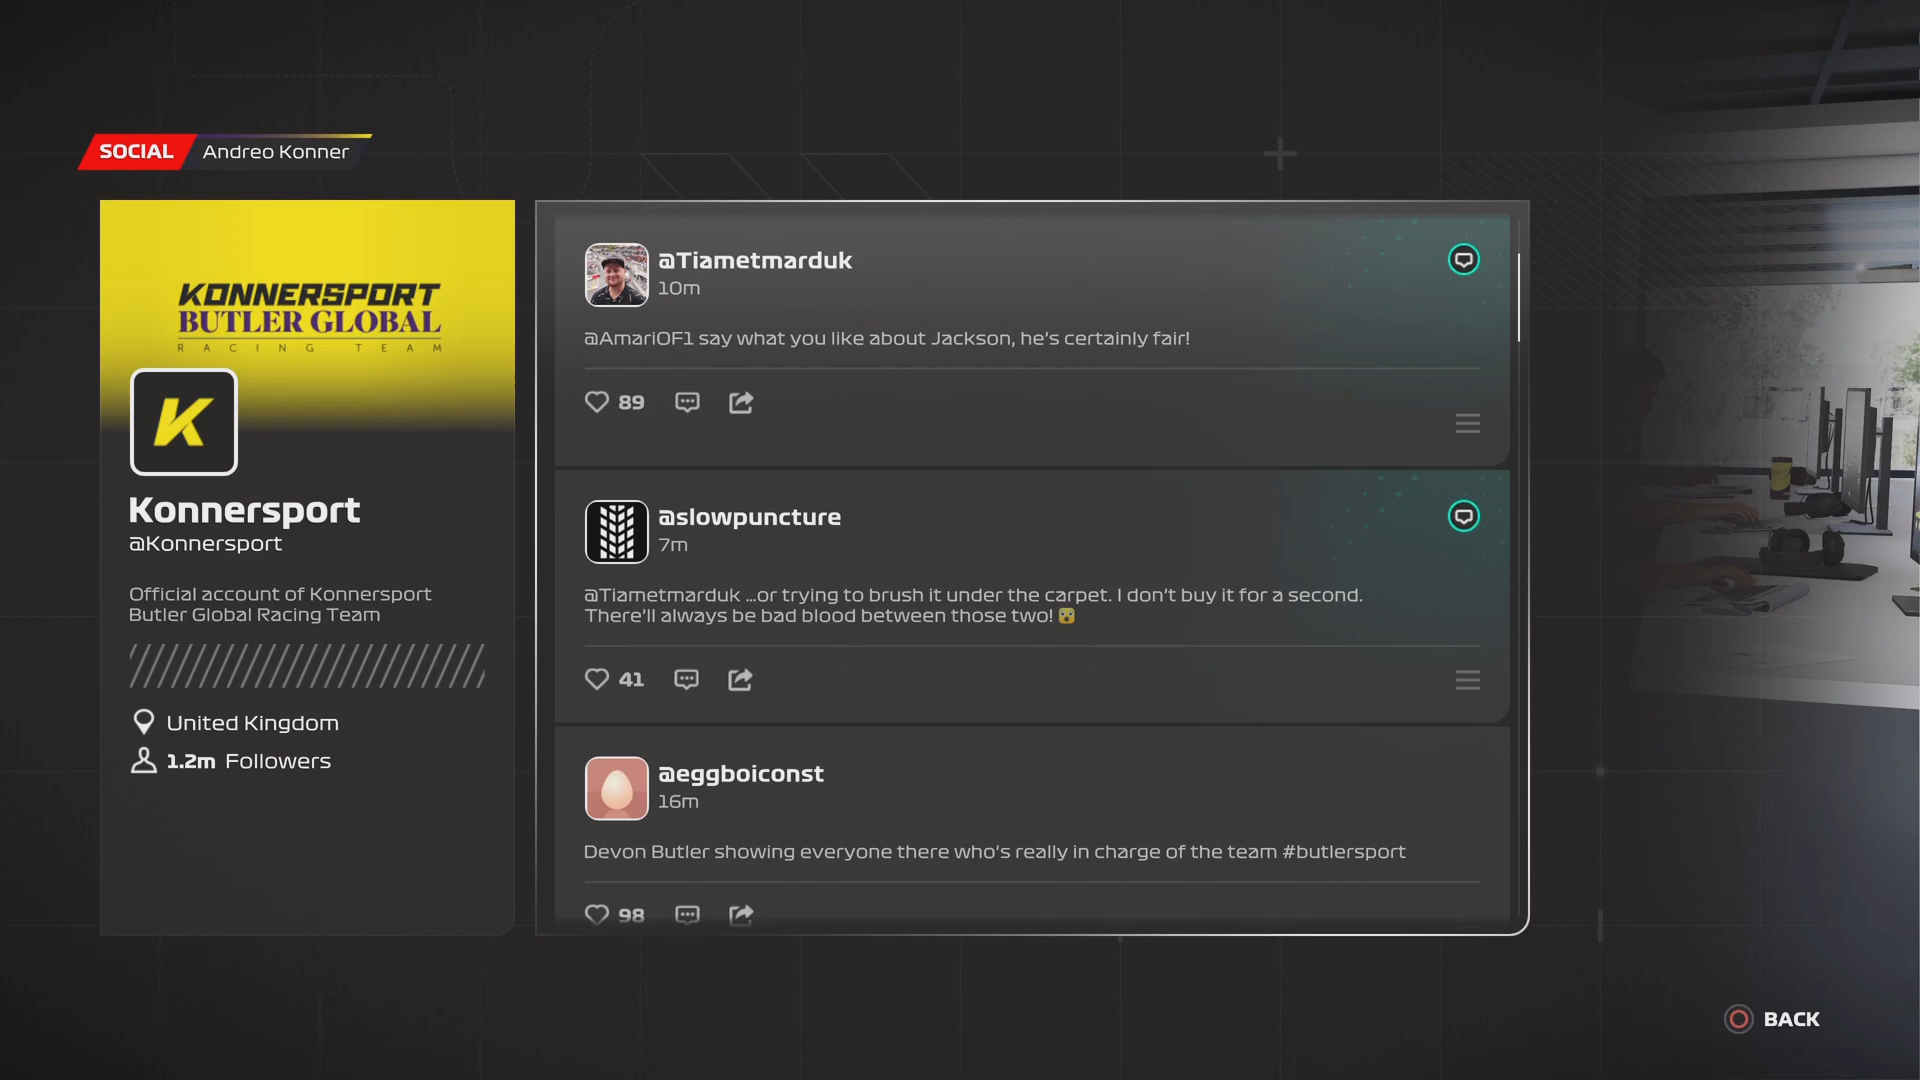 SOCIAL Andreo Konner
KONNERSPORT
BUTLER GLOBAL
RACING TEAM
K
Konnersport
@Konnersport
Official account of Konnersport
Butler Global Racing Team
United Kingdom
1.2m Followers
@Tiametmarduk
10m
@AmariOF1 say what you like about Jackson, he's certainly fair!
89
@slowpuncture
7m
@Tiametmarduk ...or trying to brush it under the carpet. I don't buy it for a second.
There'll always be bad blood between those two! 😮
41
@eggboiconst
16m
Devon Butler showing everyone there who's really in charge of the team #butlersport
98
BACK